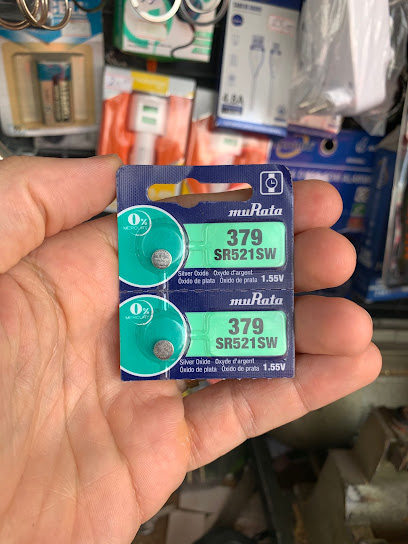 muRata
0%
MERCURY
379
SR521SW
Silver Oxide Oxyde d'argent
Óxido de plata Óxido de prata 1.55V
muRata
0%
MERCURY
379
SR521SW
Silver Oxide Oxyde d'argent
Óxido de plata Óxido de prata 1.55V